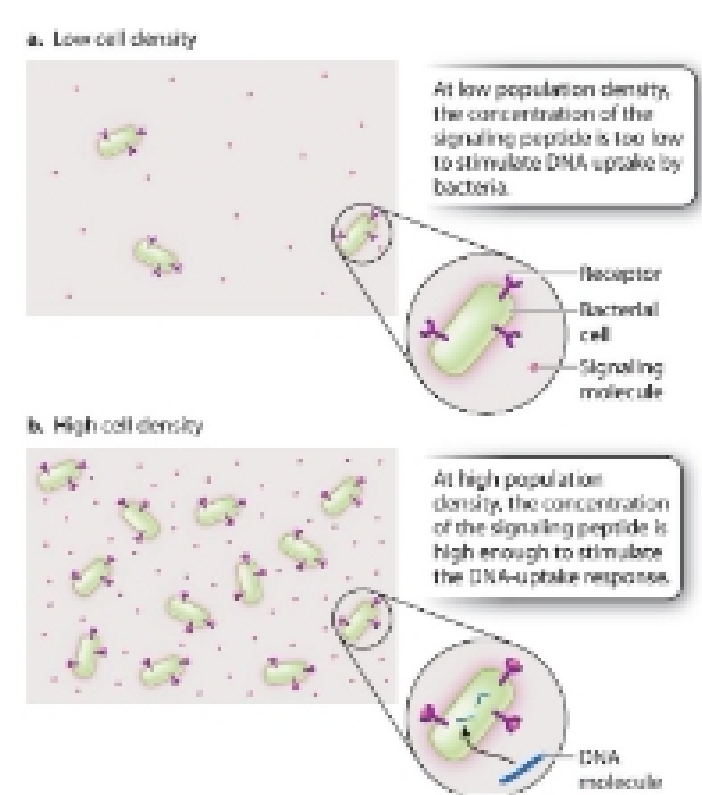 a. Low cell density
At low population density,
the concentration of the
signaling peptide is too low
to stimulate DNA uptake by
bacteria.
Receptor
Bacterial
cell
Signaling
molecule
b. High cell density
At high population
density, the concentration
of the signaling peptide is
high enough to stimulate
the DNA-uptake response.
DNA
molecule